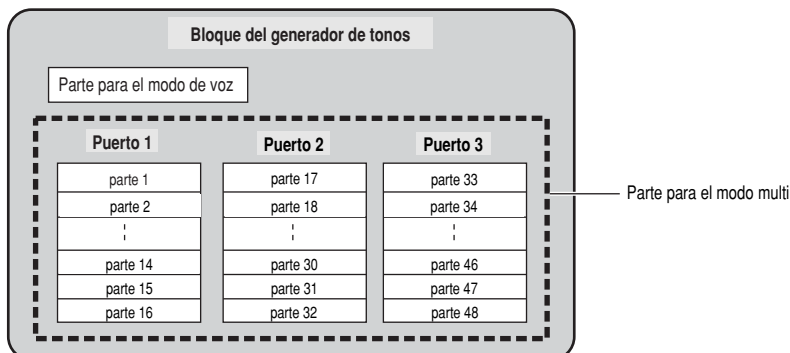 Bloque del generador de tonos
Parte para el modo de voz
Puerto 1
parte 1
parte 2
parte 14
parte 15
parte 16
Puerto 2
parte 17
parte 18
parte 30
parte 31
parte 32
Puerto 3
parte 33
parte 34
parte 46
parte 47
parte 48
Parte para el modo multi